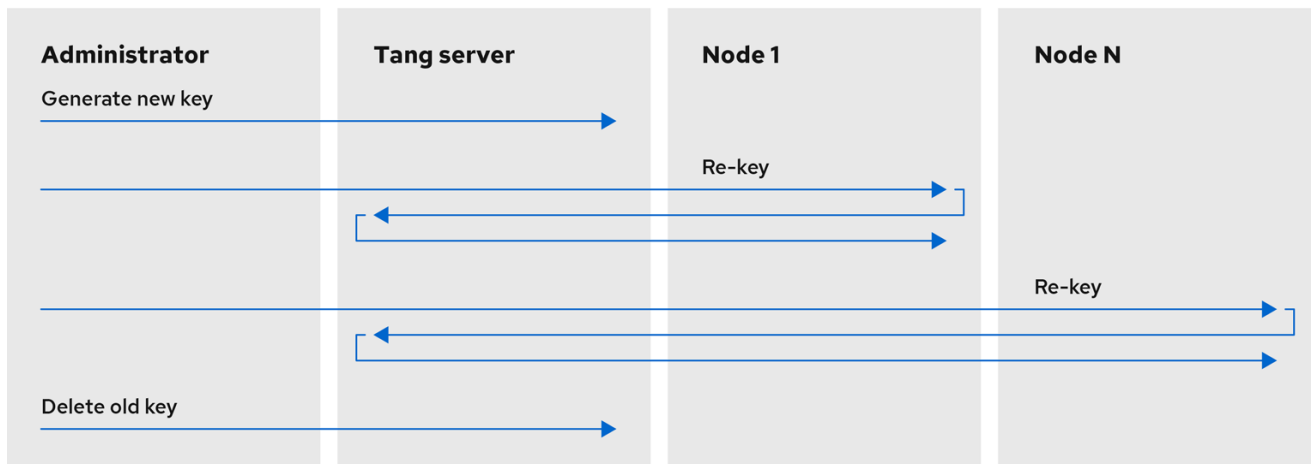 Administrator
Tang server
Node 1
Node N
Generate new key
Re-key
Re-key
Delete old key